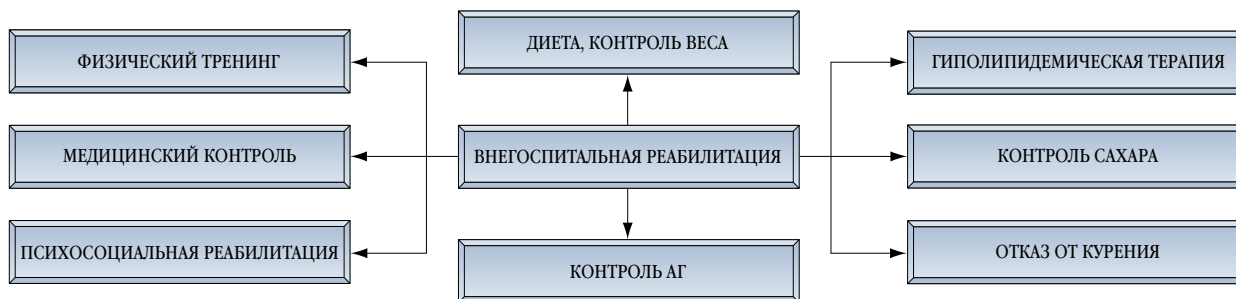 ФИЗИЧЕСКИЙ ТРЕНИНГ
МЕДИЦИНСКИЙ КОНТРОЛЬ
ПСИХОСОЦИАЛЬНАЯ РЕАБИЛИТАЦИЯ
ДИЕТА, КОНТРОЛЬ ВЕСА
ВНЕГОСПИТАЛЬНАЯ РЕАБИЛИТАЦИЯ
КОНТРОЛЬ АГ
ГИПОЛИПИДЕМИЧЕСКАЯ ТЕРАПИЯ
КОНТРОЛЬ САХАРА
ОТКАЗ ОТ КУРЕНИЯ